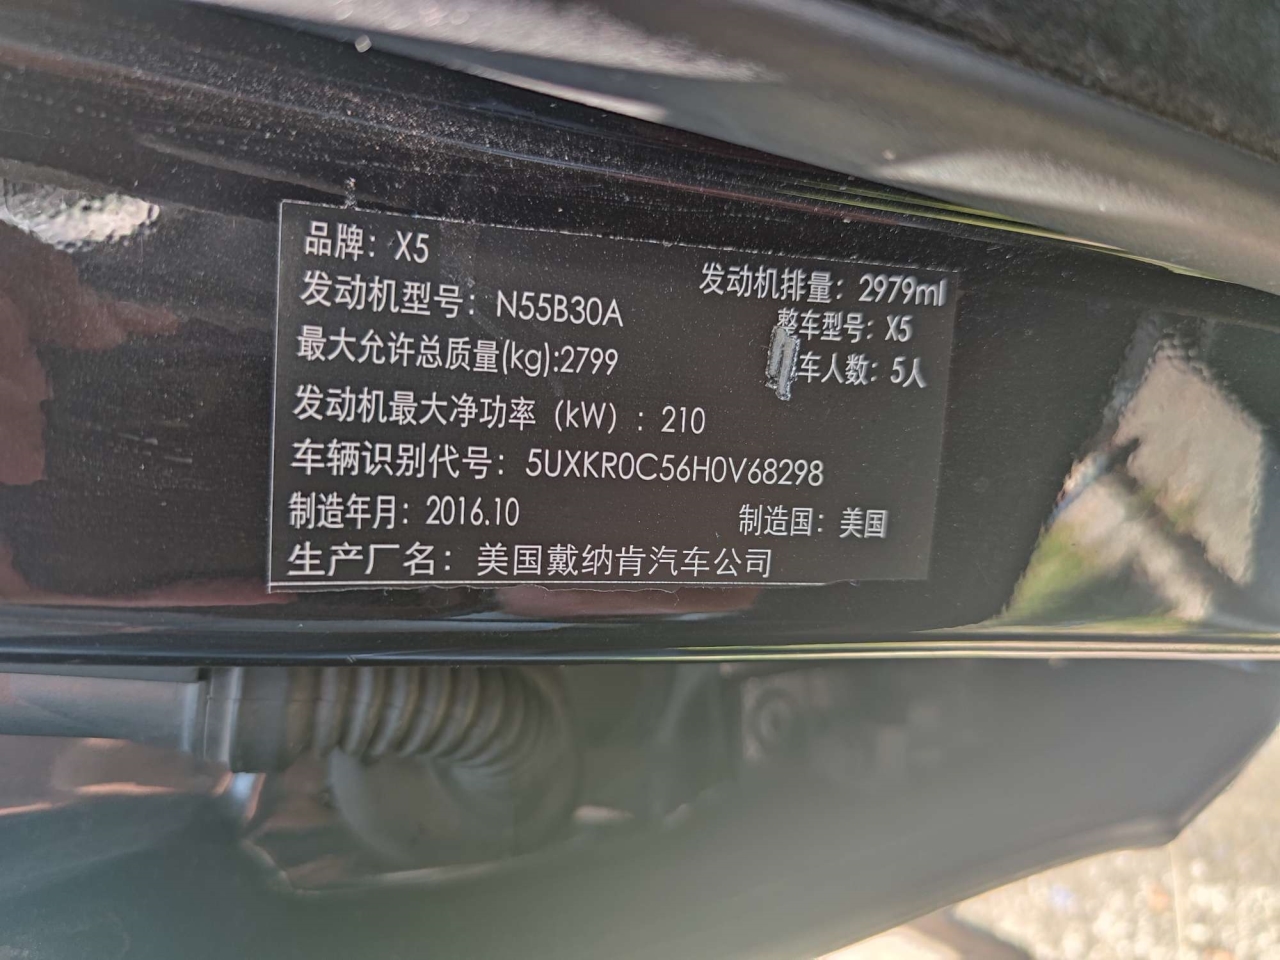 品牌：X5
发动机型号：N55B30A 发动机排量：2979ml
最大允许总质量(kg):2799 整车型号：X5
车人数：5人
发动机最大净功率（kW）：210
车辆识别代号：5UXKR0C56H0V68298
制造年月：2016.10 制造国：美国
生产厂名：美国戴纳肯汽车公司